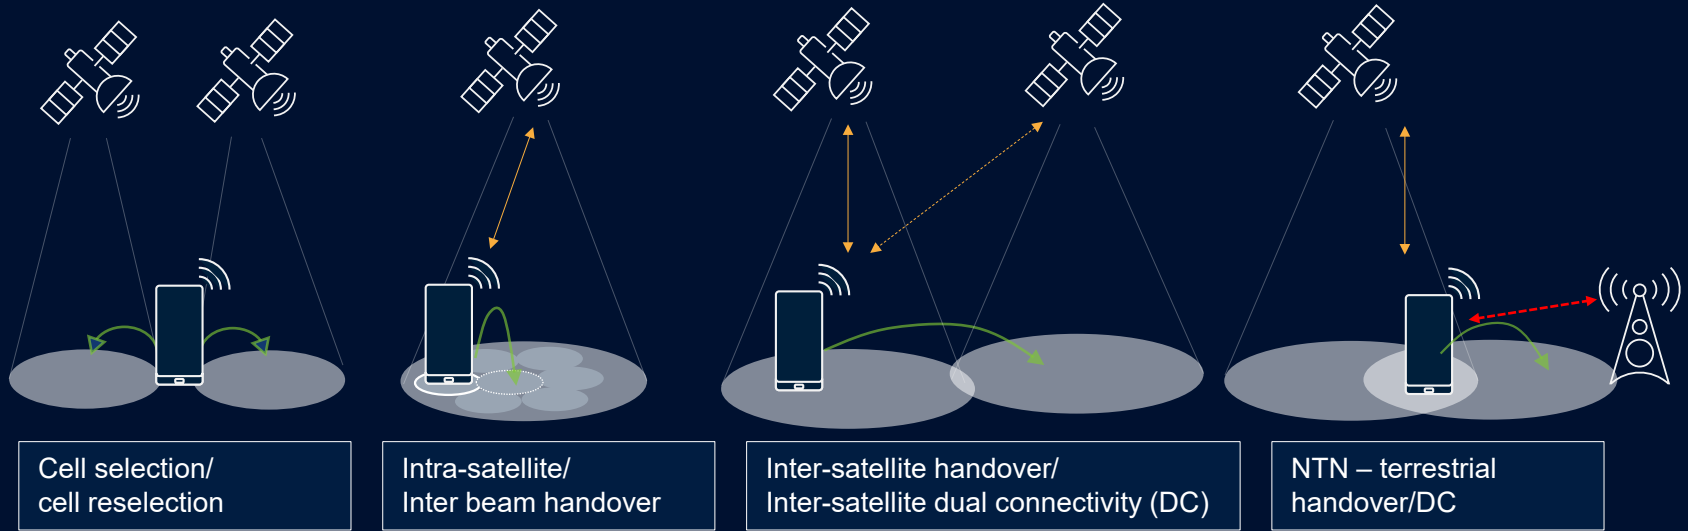 Cell selection/
cell reselection
Intra-satellite/
Inter beam handover
Inter-satellite handover/
Inter-satellite dual connectivity (DC)
NTN – terrestrial
handover/DC